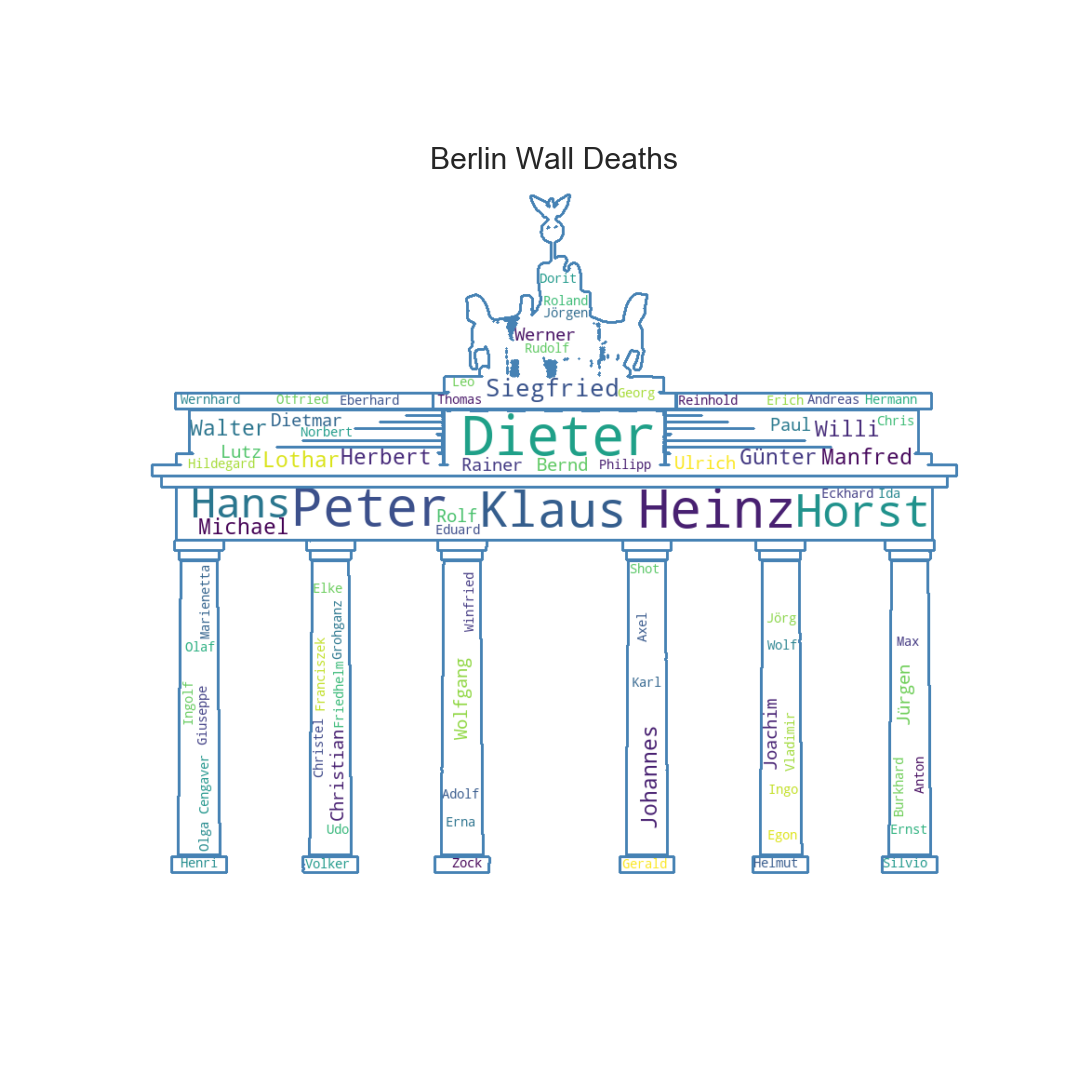 Berlin Wall Deaths
Dorit
Roland
Jörgen
Werner
Rudolf
Leo Siegfried Georg
Wernhard Otfried Eberhard Thomas Reinhold Erich Andreas Hermann
Walter Dietmar Norbert Dieter Paul Willi Chris
Hildegard Lutz Lothar Herbert Rainer Bernd Philipp Ulrich Günter Manfred
Hans Peter Rolf Klaus Heinz Horst Eckhard Ida
Michael Eduard
Marienetta
Olaf
Ingolf
Giuseppe
Cengaver
Olga
Henri
Elke
Grohganz
Franciszek
Friedhelm
Christel
Christian
Udo
Volker
Winfried
Wolfgang
Adolf
Erna
Zock
Shot
Axel
Karl
Johannes
Gerald
Jörg
Wolf
Joachim
Vladimir
Ingo
Egon
Helmut
Max
Jürgen
Burkhard
Anton
Ernst
Silvio